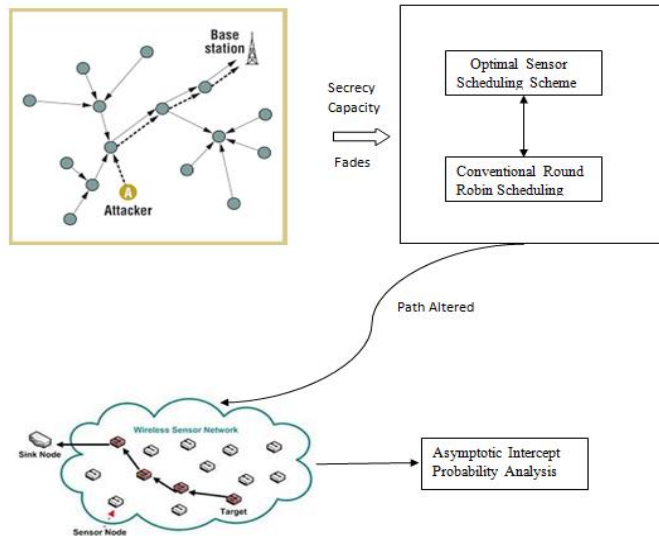 Base
station
A
Attacker
Secrecy
Capacity
Fades
Optimal Sensor
Scheduling Scheme
Conventional Round
Robin Scheduling
Path Altered
Wireless Sensor Network
Sink Node
Target
Sensor Node
Asymptotic Intercept
Probability Analysis